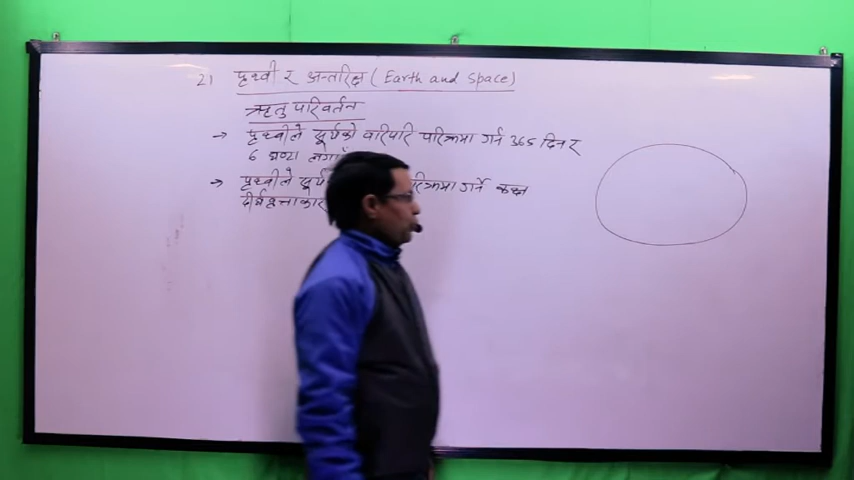 21 पृथ्वी र अन्तरिक्ष (Earth and Space)
ऋतु परिवर्तन
→ पृथ्वीले सूर्यको वारिपरि परिक्रमा गर्न 365 दिन र
6 घण्टा
→ पृथ्वीले परिक्रमा गर्ने कक्ष
दीर्घवृत्ताकार